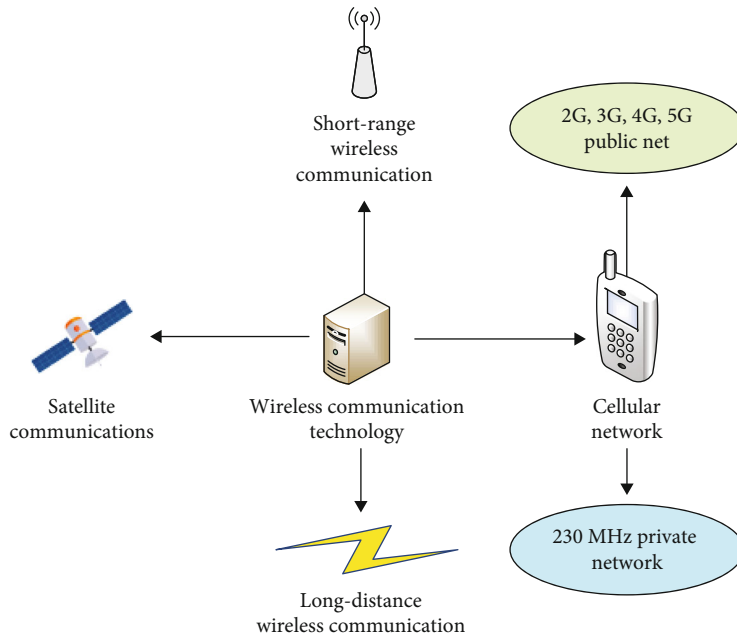 Short-range
wireless
communication
2G, 3G, 4G, 5G
public net
Satellite
communications
Wireless communication
technology
Cellular
network
230 MHz private
network
Long-distance
wireless communication